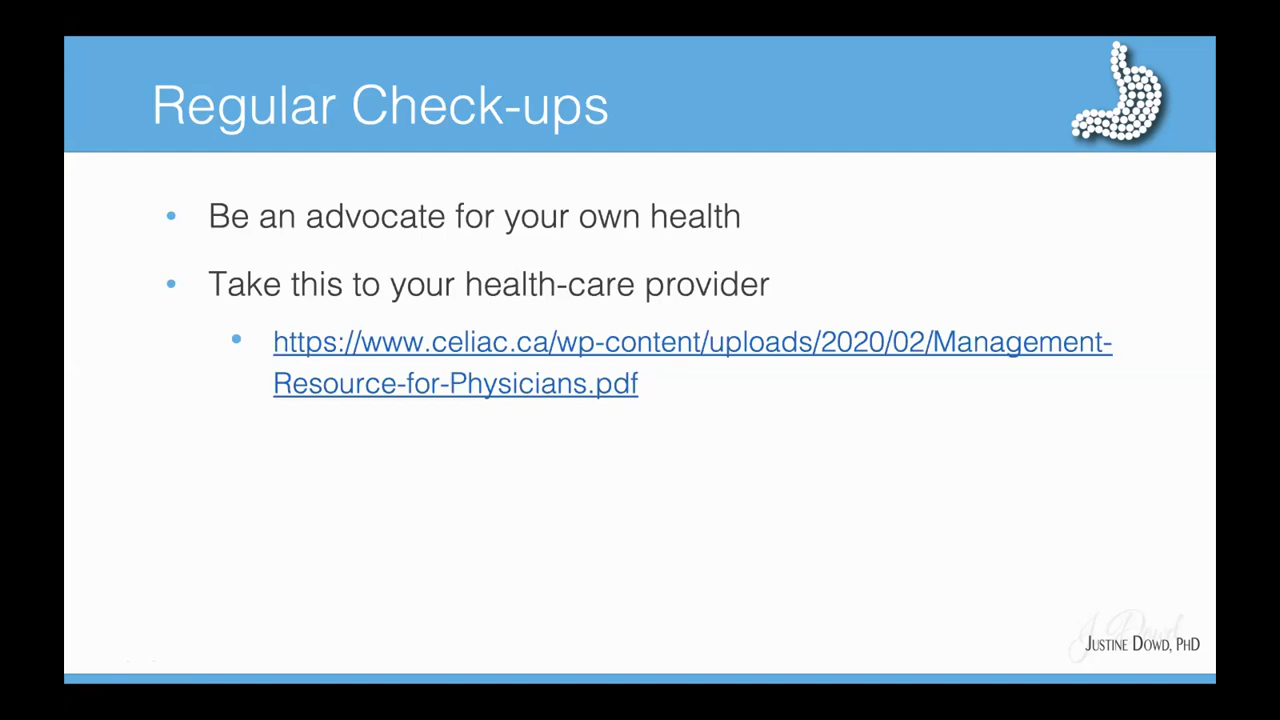 Regular Check-ups
• Be an advocate for your own health
• Take this to your health-care provider
• https://www.celiac.ca/wp-content/uploads/2020/02/Management-
Resource-for-Physicians.pdf
J Dowd
JUSTINE DOWD, PHD